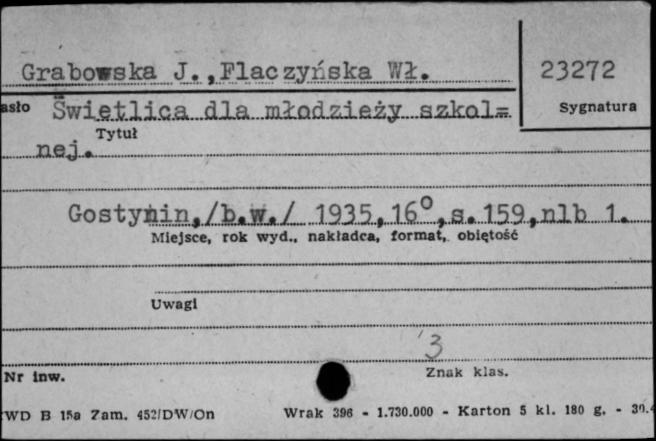 Grabowska J.,Flaczyńska Wł.
23272
asło Świetlica dla młodzieży szkol=
Sygnatura
Tytuł
nej.
Gostynin,/b.w./ 1935,16°,s.159,nlb 1.
Miejsce, rok wyd., nakładca, format, objętość
Uwagi
3
Nr inw.
Znak klas.
WD B 15a Zam. 452/DW/On Wrak 396 - 1.730.000 - Karton 5 kl. 180 g. - 30.4